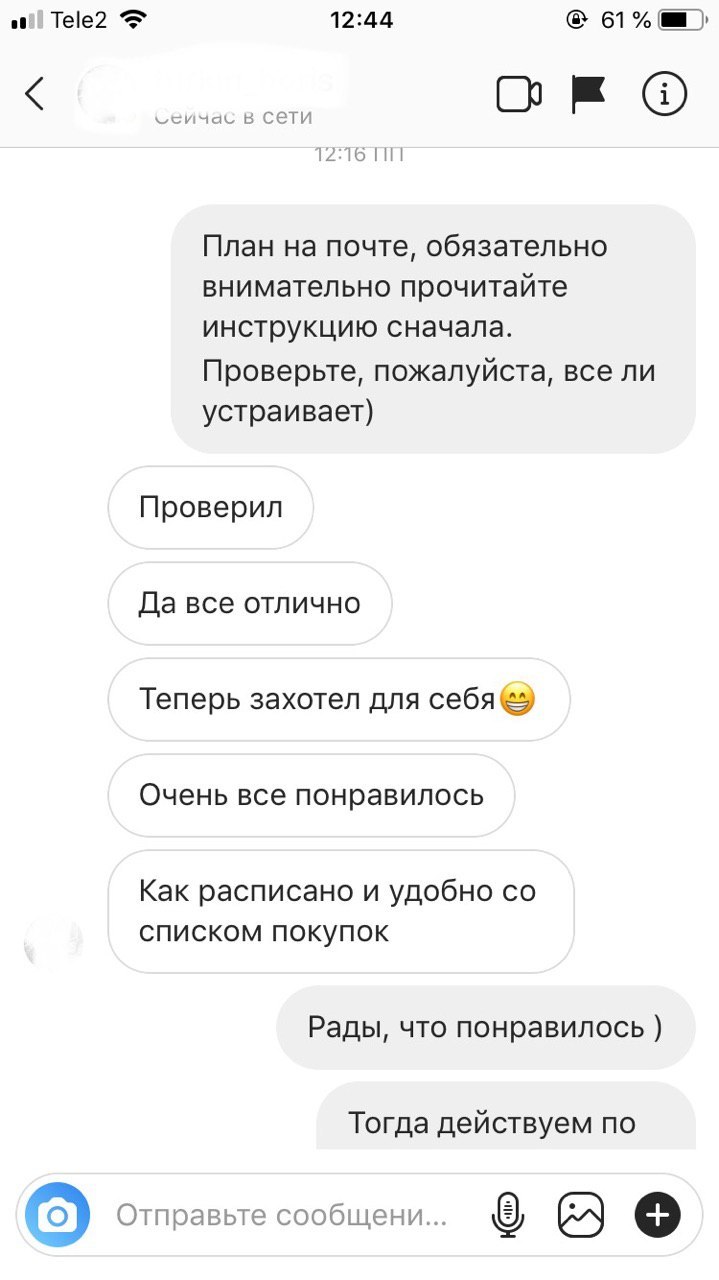 Tele2
12:44
61 %
Сейчас в сети
12:16 ПП
План на почте, обязательно
внимательно прочитайте
инструкцию сначала.
Проверьте, пожалуйста, все ли
устраивает)
Проверил
Да все отлично
Теперь захотел для себя😁
Очень все понравилось
Как расписано и удобно со
списком покупок
Рады, что понравилось )
Тогда действуем по
Отправьте сообщени...